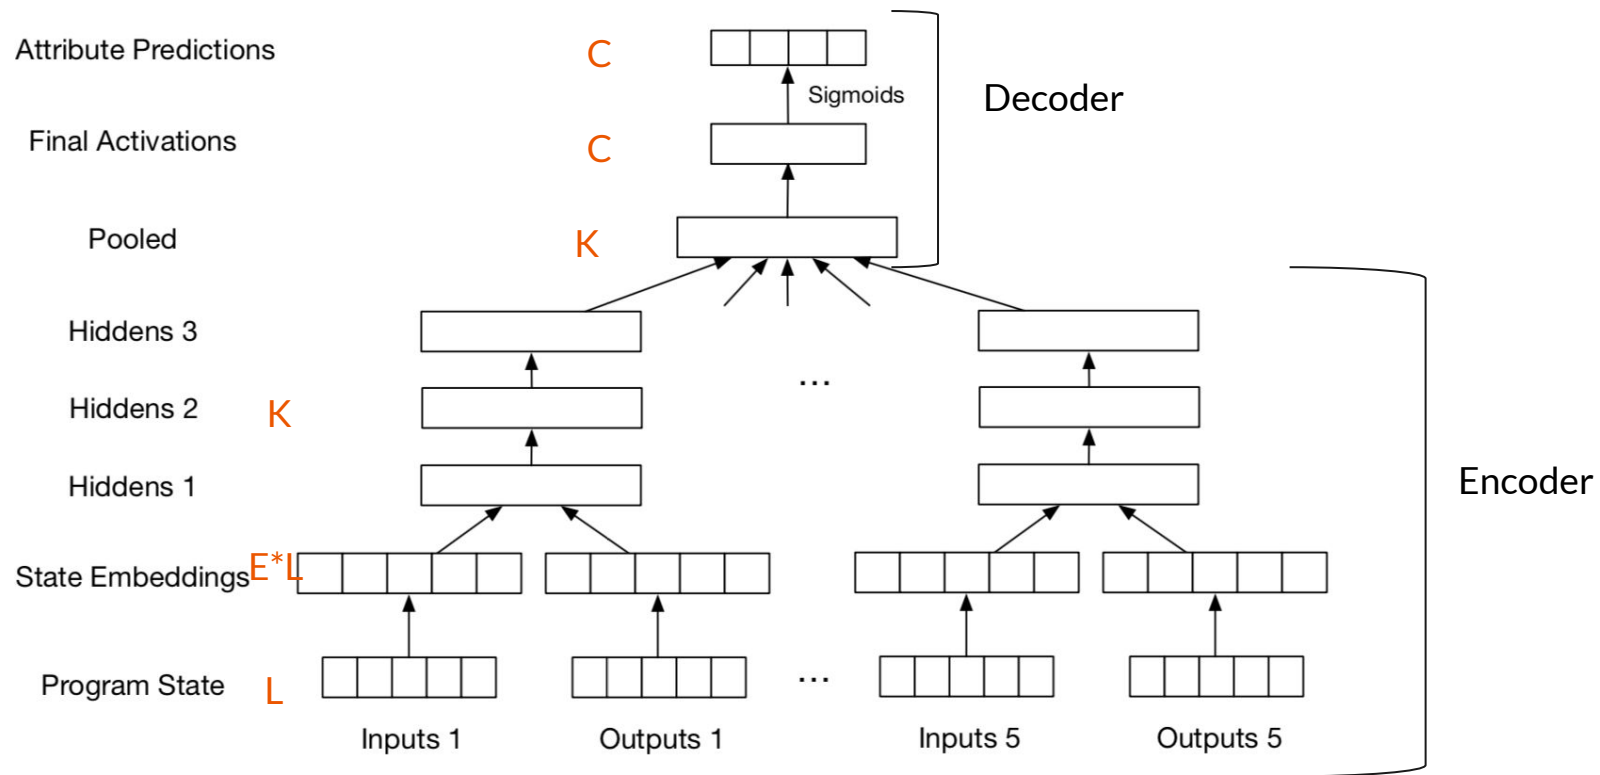 Attribute Predictions
C
Sigmoids
Decoder
Final Activations
C
Pooled
K
Hiddens 3
...
Hiddens 2
K
Hiddens 1
Encoder
State Embeddings
E*L
Program State
L
...
Inputs 1
Outputs 1
Inputs 5
Outputs 5